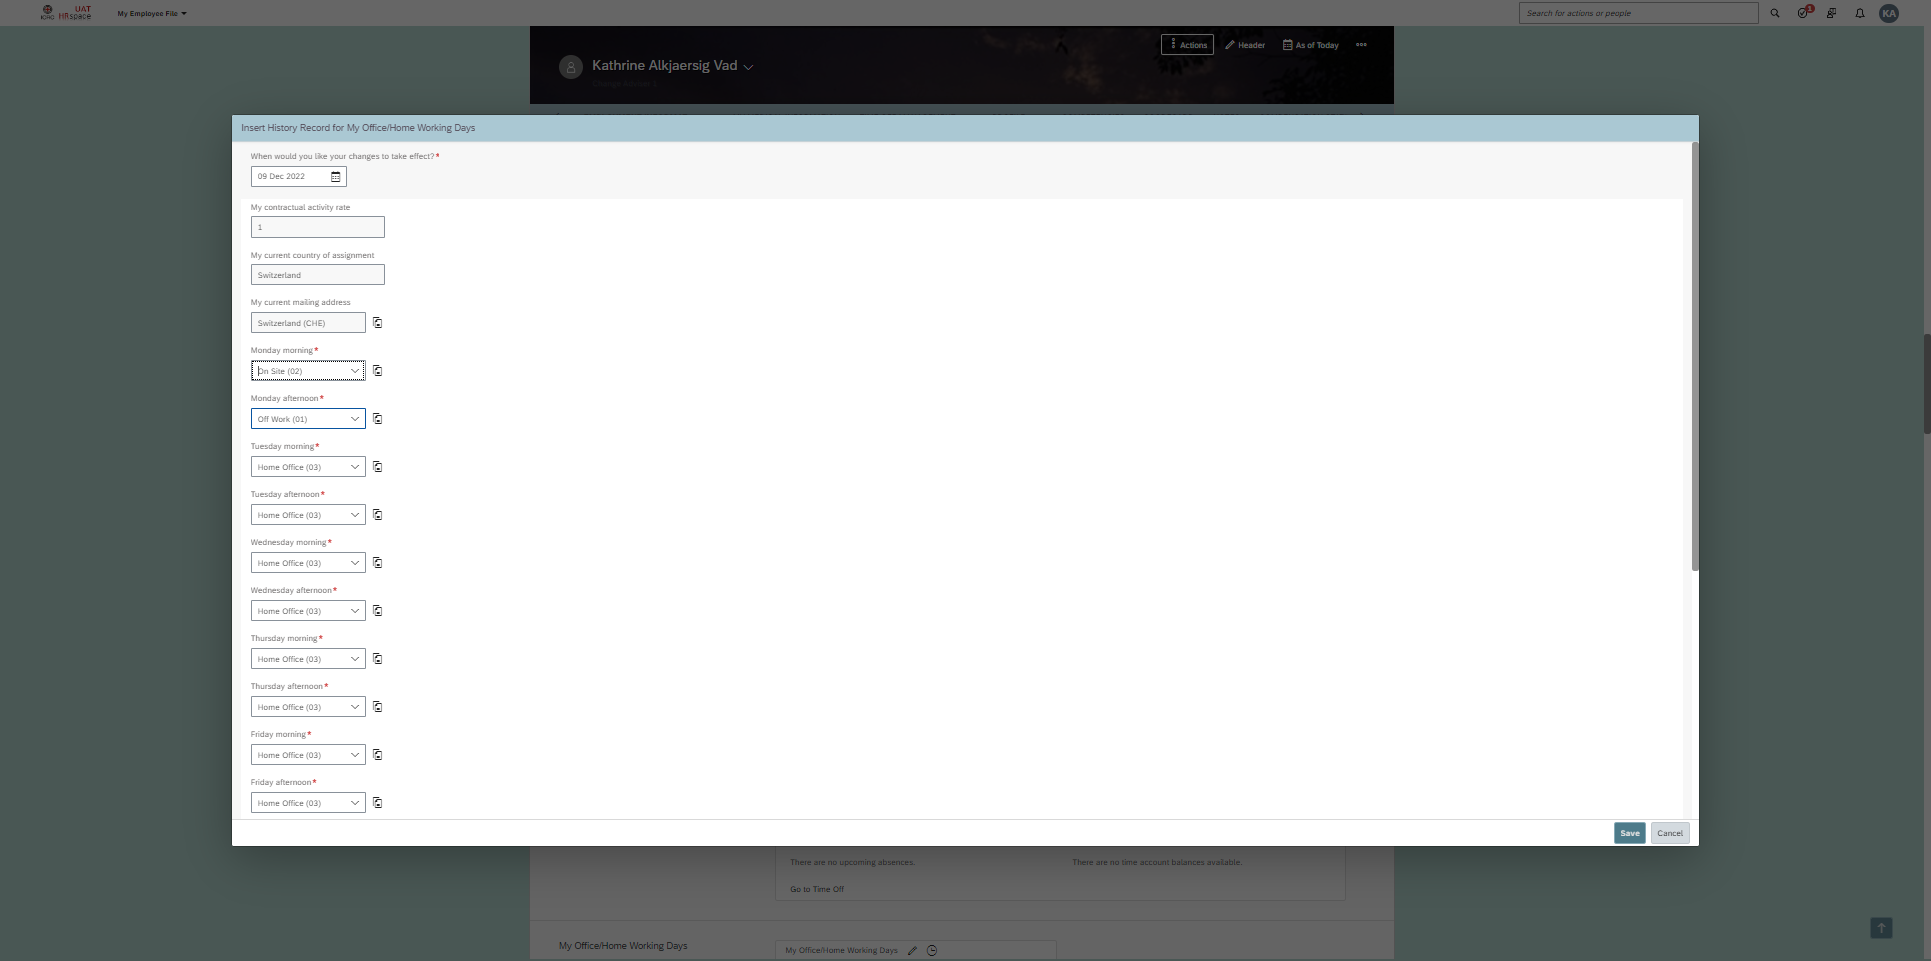 UAT
ICRC HRspace
My Employee File
Search for actions or people
1
KA
Actions
Header
As of Today
Kathrine Alkjaersig Vad
Insert History Record for My Office/Home Working Days
When would you like your changes to take effect?*
09 Dec 2022
My contractual activity rate
1
My current country of assignment
Switzerland
My current mailing address
Switzerland (CHE)
Monday morning*
On Site (02)
Monday afternoon*
Off Work (01)
Tuesday morning*
Home Office (03)
Tuesday afternoon*
Home Office (03)
Wednesday morning*
Home Office (03)
Wednesday afternoon*
Home Office (03)
Thursday morning*
Home Office (03)
Thursday afternoon*
Home Office (03)
Friday morning*
Home Office (03)
Friday afternoon*
Home Office (03)
Save
Cancel
There are no upcoming absences.
There are no time account balances available.
Go to Time Off
My Office/Home Working Days
My Office/Home Working Days